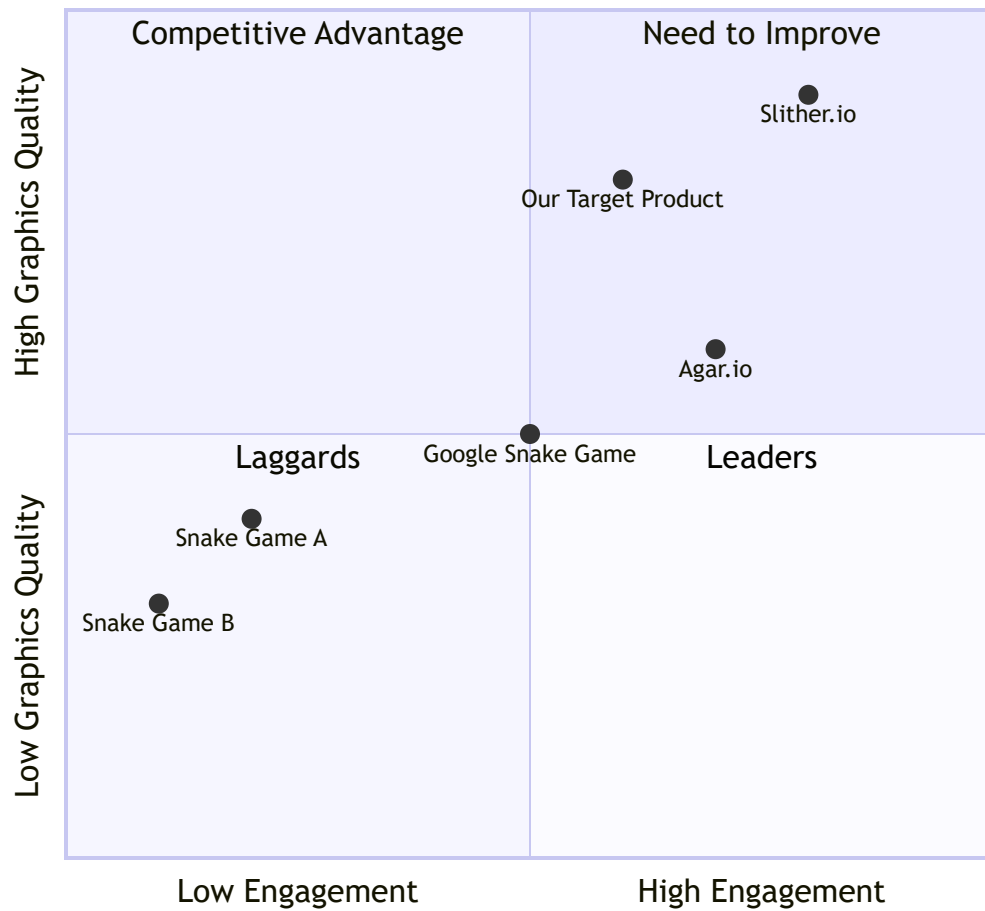 Competitive Advantage
Need to Improve
High Graphics Quality
Slither.io
Our Target Product
Agar.io
Laggards
Google Snake Game
Leaders
Low Graphics Quality
Snake Game A
Snake Game B
Low Engagement
High Engagement